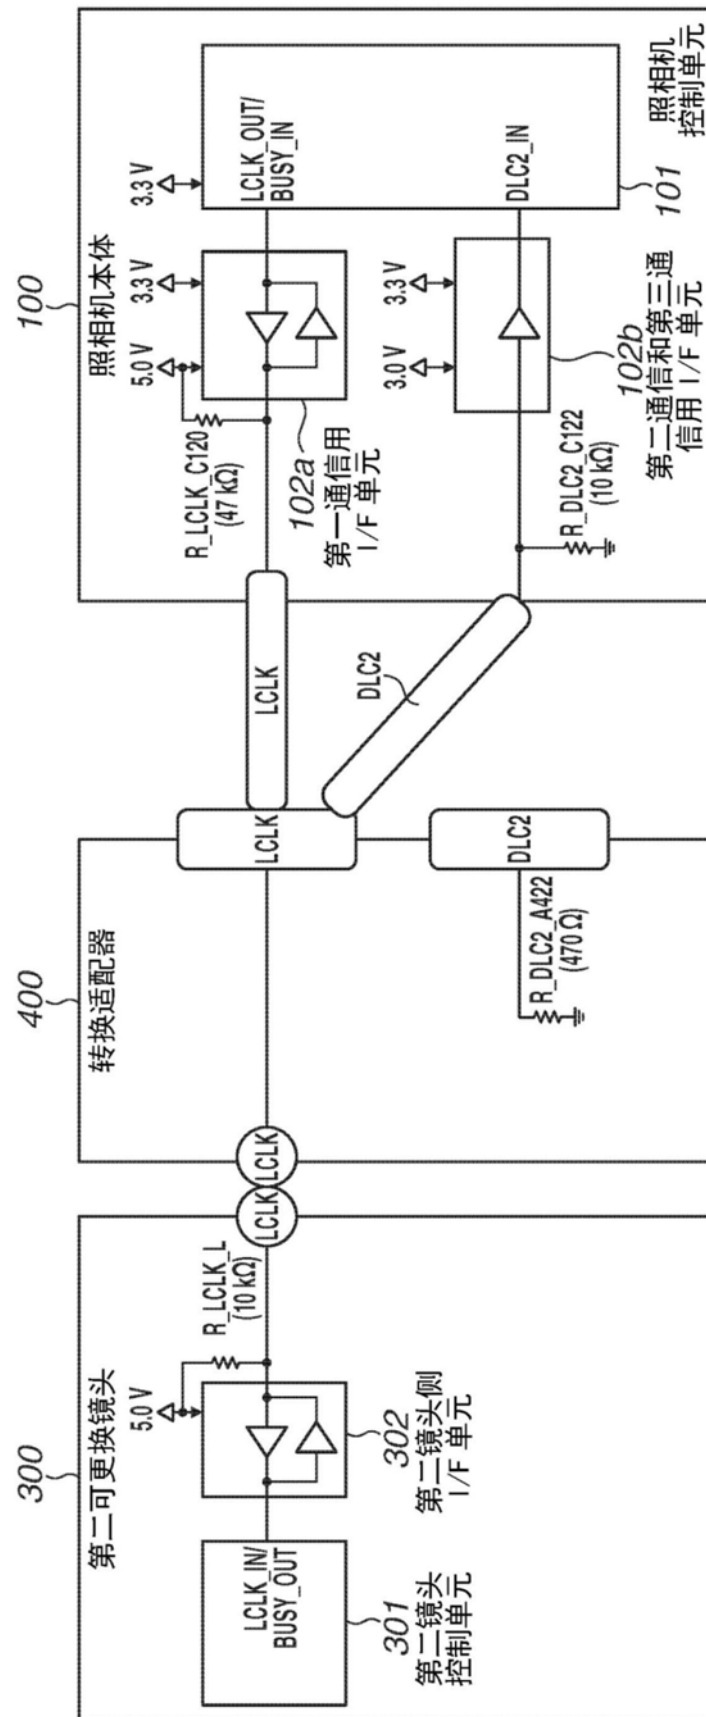 300
第二可更换镜头
5.0 V
R_LCLK_L
(10 kΩ)
LCLK_IN/
BUSY_OUT
301
第二镜头
控制单元
302
第二镜头侧
I/F 单元
LCLK
LCLK
400
转换适配器
LCLK
DLC2
R_DLC2_A422
(470 Ω)
LCLK
DLC2
100
照相机本体
5.0 V
3.3 V
3.3 V
R_LCLK_C120
(47 kΩ)
102a
第一通信用
I/F 单元
LCLK_OUT/
BUSY_IN
DLC2_IN
3.0 V
3.3 V
R_DLC2_C122
(10 kΩ)
102b
第二通信和第三通
信用 I/F 单元
101
照相机
控制单元